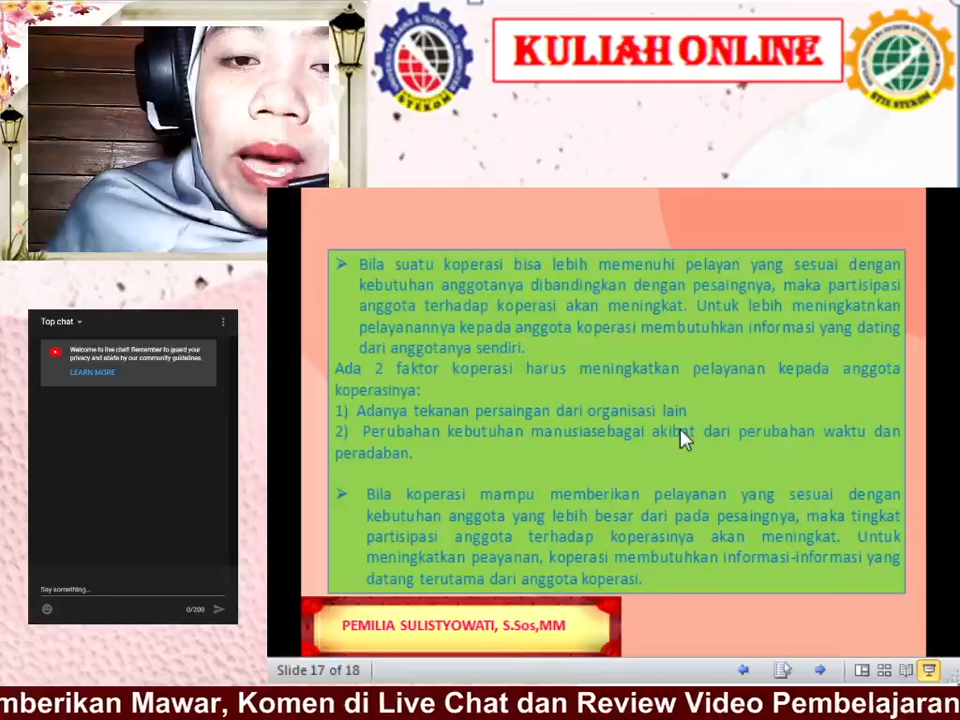 KULIAH ONLINE
STEKOM
STIE STEKOM
Bila suatu koperasi bisa lebih memenuhi pelayan yang sesuai dengan
kebutuhan anggotanya dibandingkan dengan pesaingnya, maka partisipasi
anggota terhadap koperasi akan meningkat. Untuk lebih meningkatnkan
pelayanannya kepada anggota koperasi membutuhkan informasi yang dating
dari anggotanya sendiri.
Ada 2 faktor koperasi harus meningkatkan pelayanan kepada anggota
koperasinya:
1) Adanya tekanan persaingan dari organisasi lain
2) Perubahan kebutuhan manusiasebagai akibat dari perubahan waktu dan
peradaban.
Bila koperasi mampu memberikan pelayanan yang sesuai dengan
kebutuhan anggota yang lebih besar dari pada pesaingnya, maka tingkat
partisipasi anggota terhadap koperasinya akan meningkat. Untuk
meningkatkan peayanan, koperasi membutuhkan informasi-informasi yang
datang terutama dari anggota koperasi.
Top chat
Welcome to live chat! Remember to guard your
privacy and abide by our community guidelines.
LEARN MORE
Say something...
0/200
PEMILIA SULISTYOWATI, S.Sos,MM
Slide 17 of 18
mberikan Mawar, Komen di Live Chat dan Review Video Pembelajaran